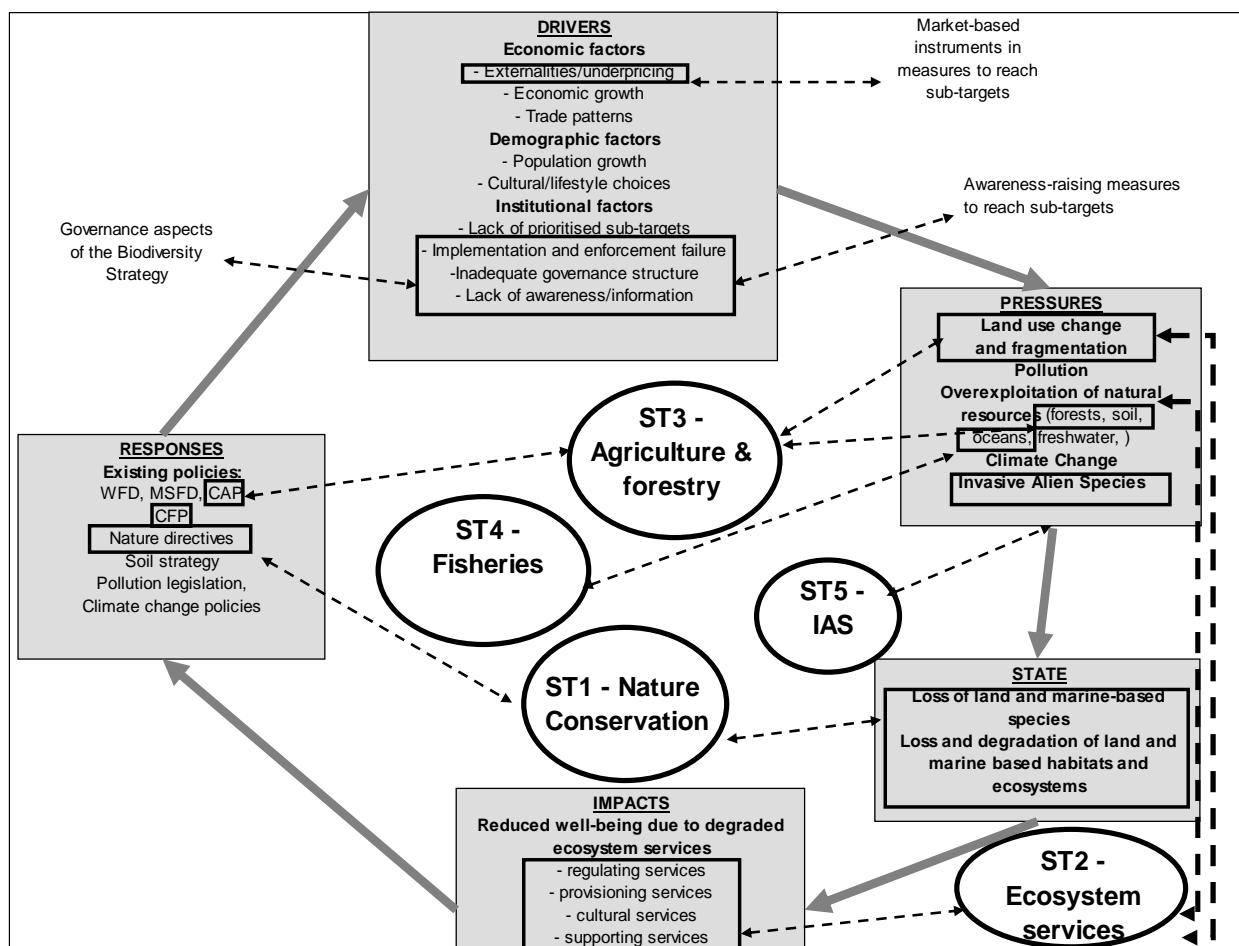 DRIVERS
Economic factors
- Externalities/underpricing
- Economic growth
- Trade patterns
Demographic factors
- Population growth
- Cultural/lifestyle choices
Institutional factors
- Lack of prioritised sub-targets
- Implementation and enforcement failure
-Inadequate governance structure
- Lack of awareness/information
Market-based
instruments in
measures to reach
sub-targets
Awareness-raising measures
to reach sub-targets
Governance aspects
of the Biodiversity
Strategy
PRESSURES
Land use change
and fragmentation
Pollution
Overexploitation of natural
resources (forests, soil,
oceans, freshwater, )
Climate Change
Invasive Alien Species
ST3 -
Agriculture &
forestry
RESPONSES
Existing policies:
WFD, MSFD, CAP
CFP
Nature directives
Soil strategy
Pollution legislation,
Climate change policies
ST4 -
Fisheries
ST5 -
IAS
ST1 - Nature
Conservation
STATE
Loss of land and marine-based
species
Loss and degradation of land and
marine based habitats and
ecosystems
IMPACTS
Reduced well-being due to degraded
ecosystem services
- regulating services
- provisioning services
- cultural services
- supporting services
ST2 -
Ecosystem
services